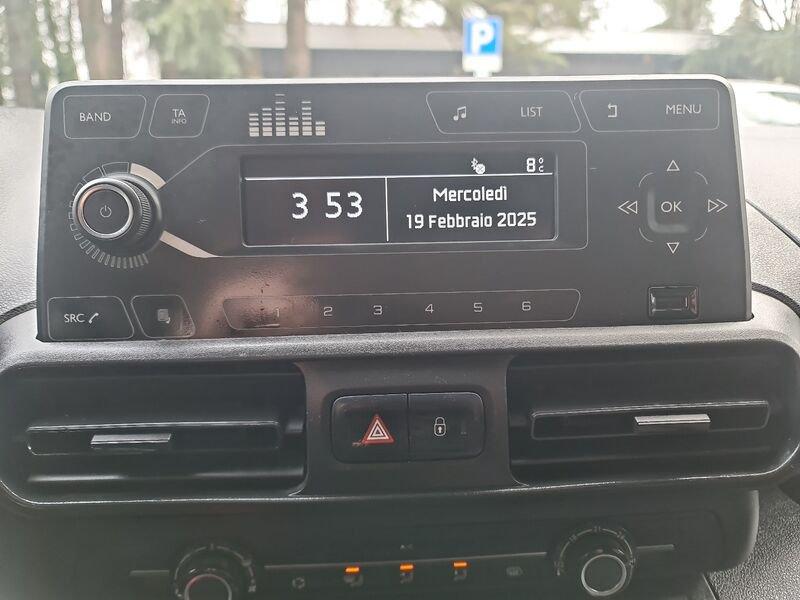 P
BAND
TA
INFO
LIST
MENU
8°C
3 53
Mercoledì
19 Febbraio 2025
OK
SRC
1 2 3 4 5 6